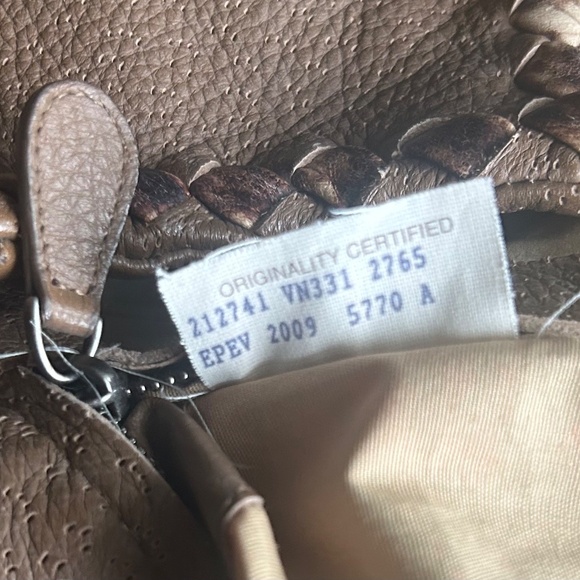 ORIGINALITY CERTIFIED
212741 VN331 2765
EPEV 2009 5770 A